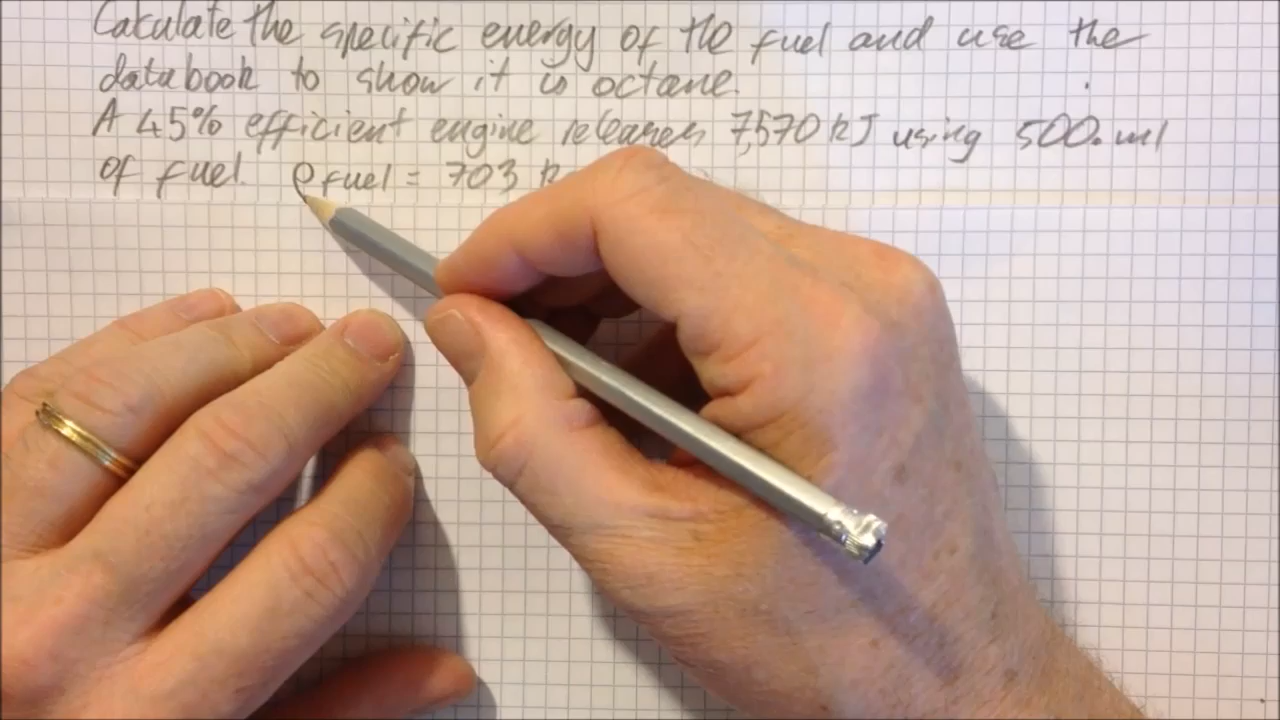 Calculate the specific energy of the fuel and use the
databook to show it is octane.
A 45% efficient engine releases 7,570 kJ using 500. ml
of fuel. ρfuel = 703